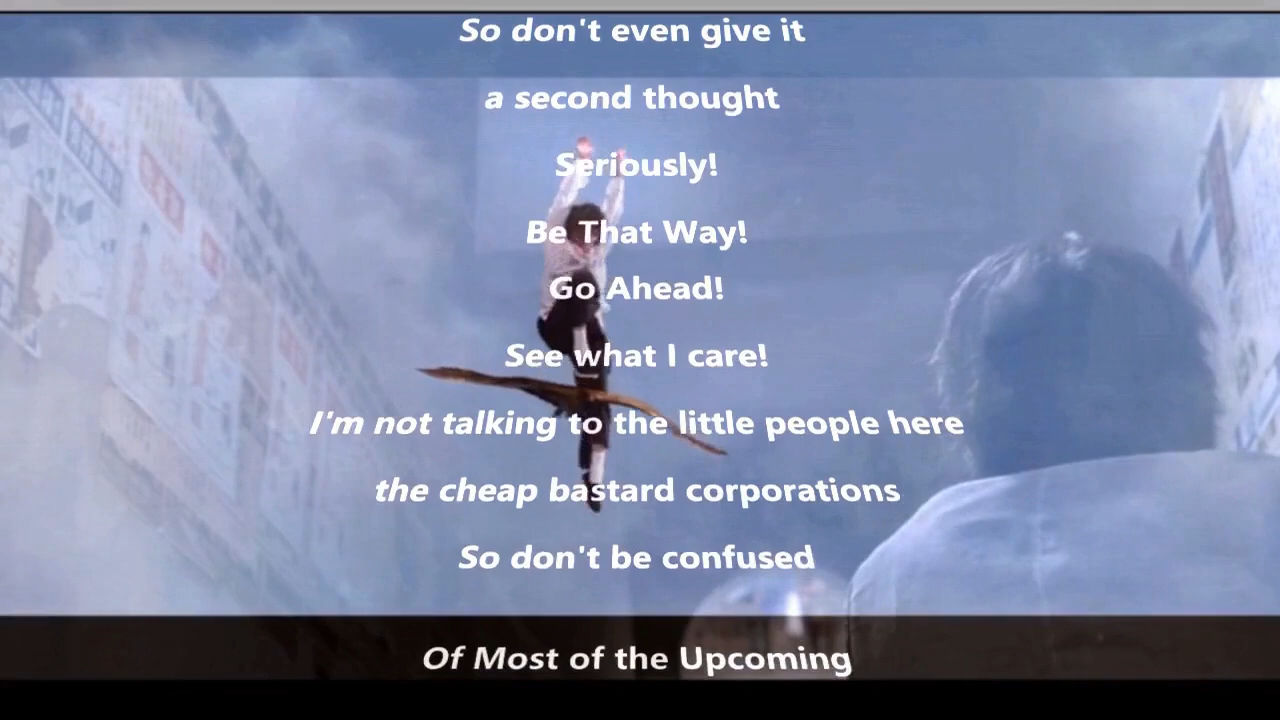 So don't even give it
a second thought
Seriously!
Be That Way!
Go Ahead!
See what I care!
I'm not talking to the little people here
the cheap bastard corporations
So don't be confused
Of Most of the Upcoming